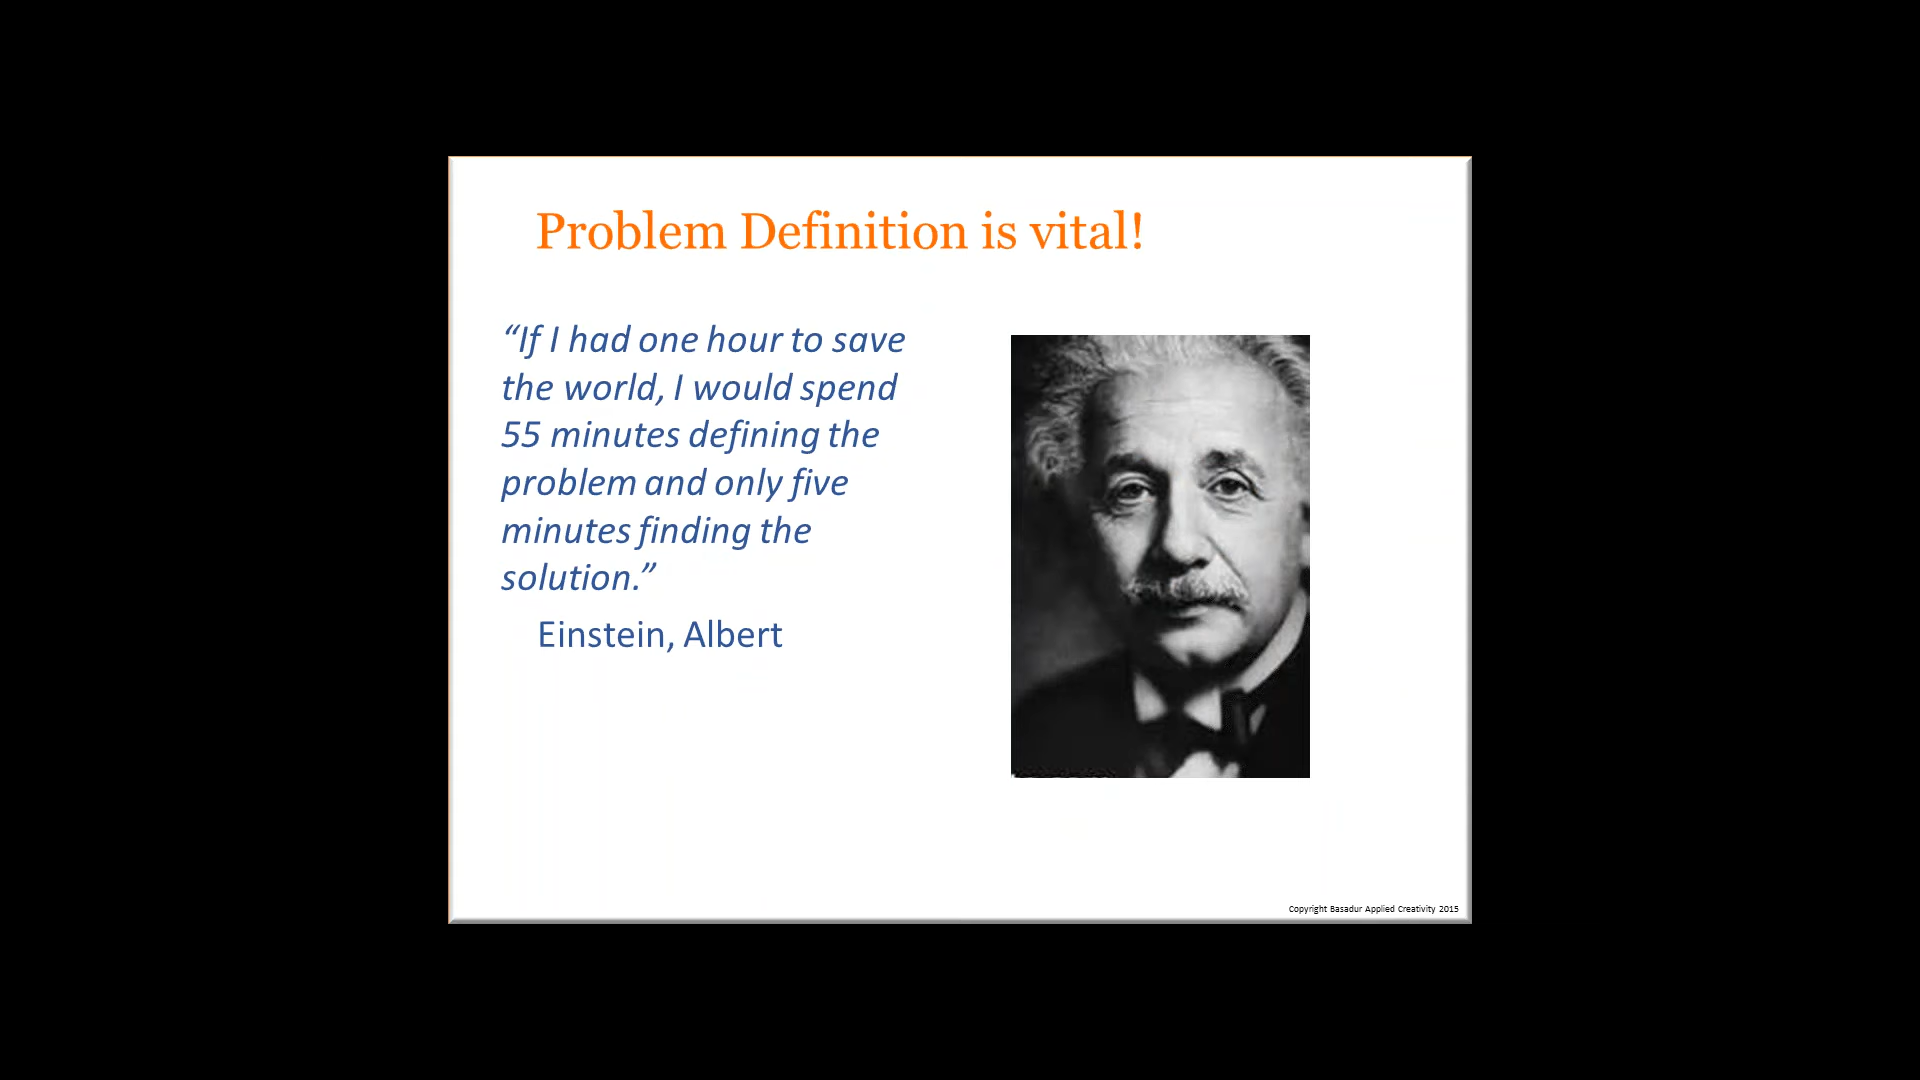 Problem Definition is vital!
“If I had one hour to save
the world, I would spend
55 minutes defining the
problem and only five
minutes finding the
solution.”
Einstein, Albert
Copyright Basadur Applied Creativity 2015